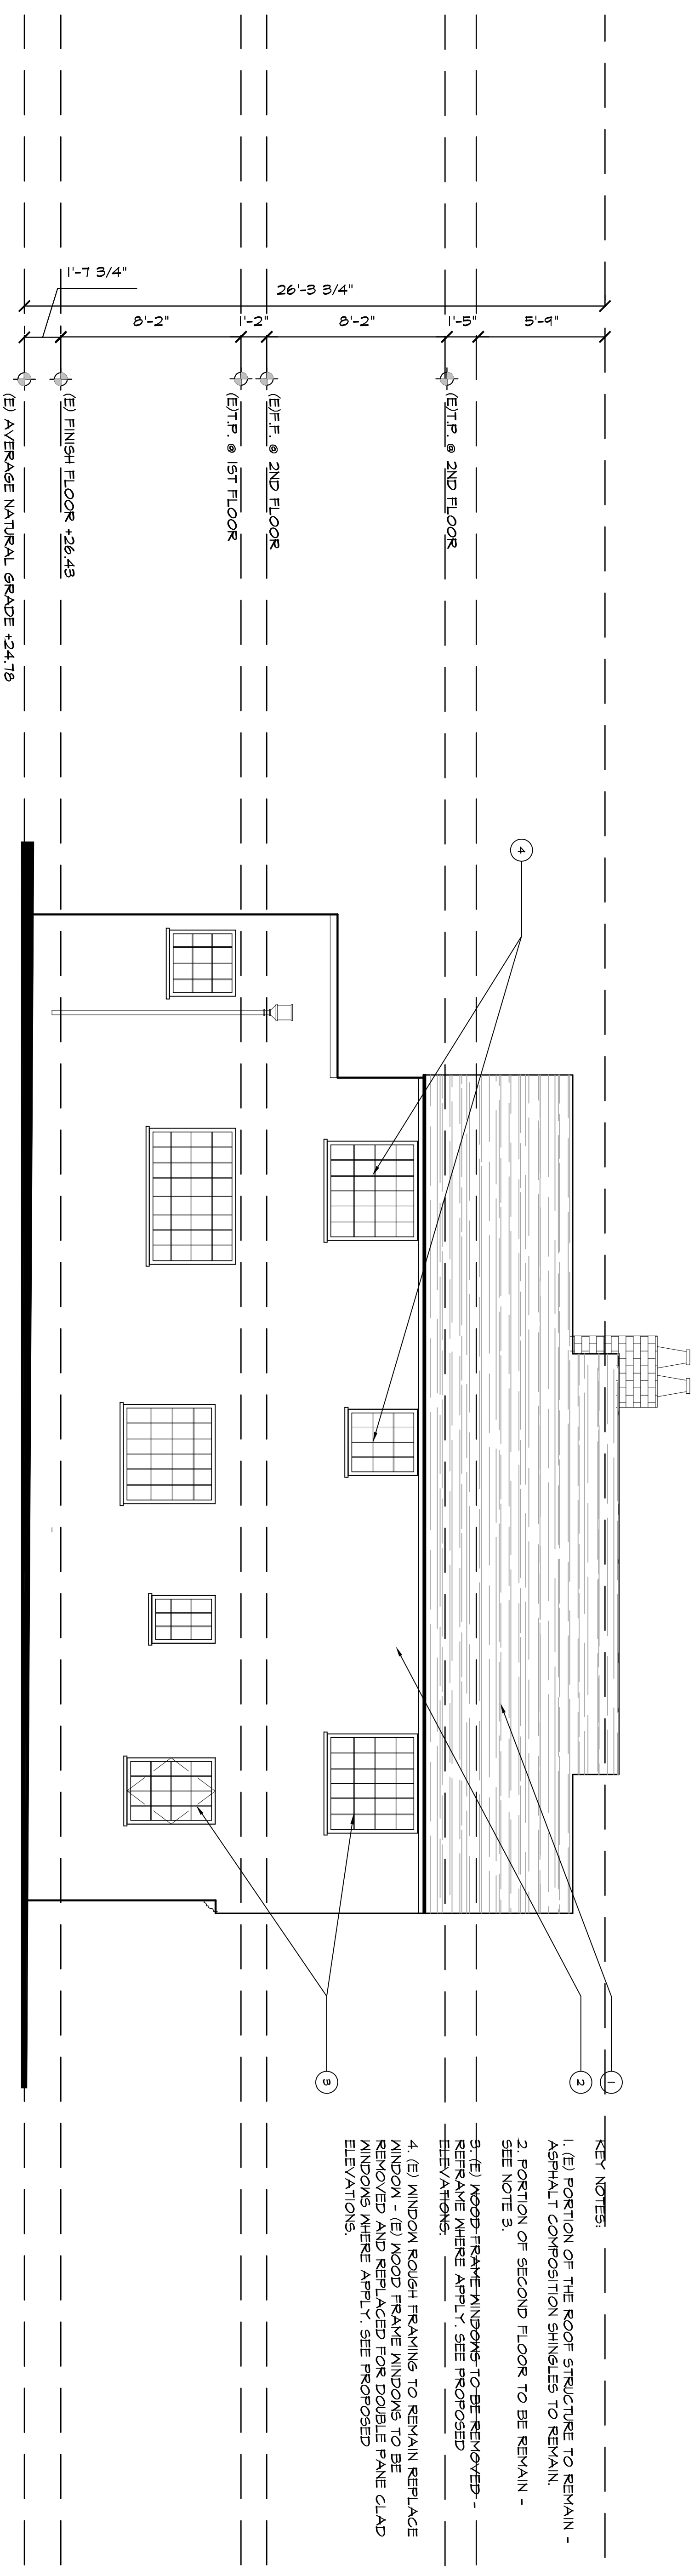 1'-7 3/4"
26'-3 3/4"
8'-2"
1'-2"
8'-2"
1'-5"
5'-9"
(E)T.P. @ 2ND FLOOR
(E)F.F. @ 2ND FLOOR
(E)T.P. @ 1ST FLOOR
(E) FINISH FLOOR +26.43
(E) AVERAGE NATURAL GRADE +24.78
4
1
2
3
KEY NOTES:
1. (E) PORTION OF THE ROOF STRUCTURE TO REMAIN -
ASPHALT COMPOSITION SHINGLES TO REMAIN.
2. PORTION OF SECOND FLOOR TO BE REMAIN -
SEE NOTE 3.
3. (E) WOOD FRAME WINDOWS TO BE REMOVED -
REFRAME WHERE APPLY. SEE PROPOSED
ELEVATIONS.
4. (E) WINDOW ROUGH FRAMING TO REMAIN REPLACE
WINDOW - (E) WOOD FRAME WINDOWS TO BE
REMOVED AND REPLACED FOR DOUBLE PANE CLAD
WINDOWS WHERE APPLY. SEE PROPOSED
ELEVATIONS.